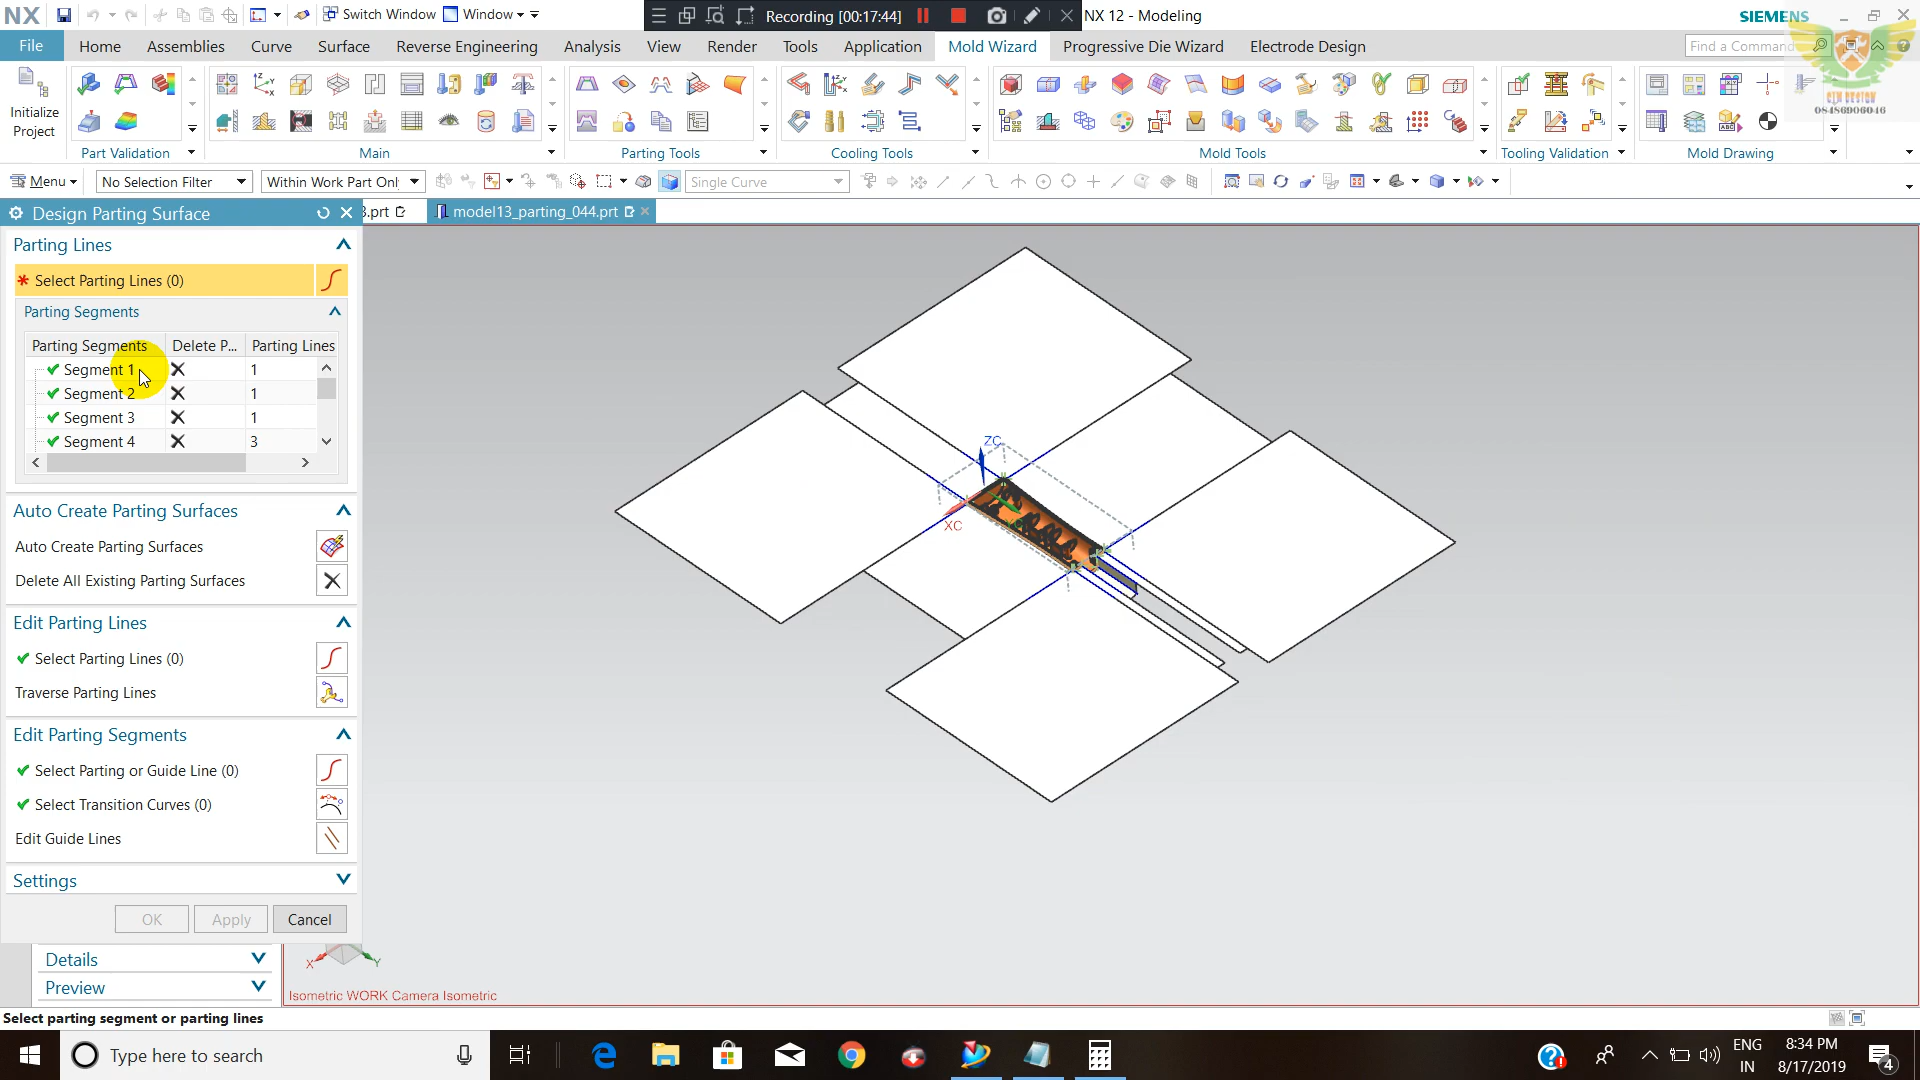 NX
Switch Window
Window
Recording [00:17:44]
NX 12 - Modeling
SIEMENS
File
Home
Assemblies
Curve
Surface
Reverse Engineering
Analysis
View
Render
Tools
Application
Mold Wizard
Progressive Die Wizard
Electrode Design
Find a Command
Initialize
Project
Part Validation
Main
Parting Tools
Cooling Tools
Mold Tools
Tooling Validation
Mold Drawing
08486906046
Menu
No Selection Filter
Within Work Part Onl
Single Curve
Design Parting Surface
3.prt
model13_parting_044.prt
Parting Lines
* Select Parting Lines (0)
Parting Segments
Parting Segments Delete P... Parting Lines
Segment 1 1
Segment 2 1
Segment 3 1
Segment 4 3
Auto Create Parting Surfaces
Auto Create Parting Surfaces
Delete All Existing Parting Surfaces
Edit Parting Lines
Select Parting Lines (0)
Traverse Parting Lines
Edit Parting Segments
Select Parting or Guide Line (0)
Select Transition Curves (0)
Edit Guide Lines
Settings
OK
Apply
Cancel
Details
Preview
ZC
XC
X
Y
Isometric WORK Camera Isometric
Select parting segment or parting lines
Type here to search
ENG
IN
8:34 PM
8/17/2019
4